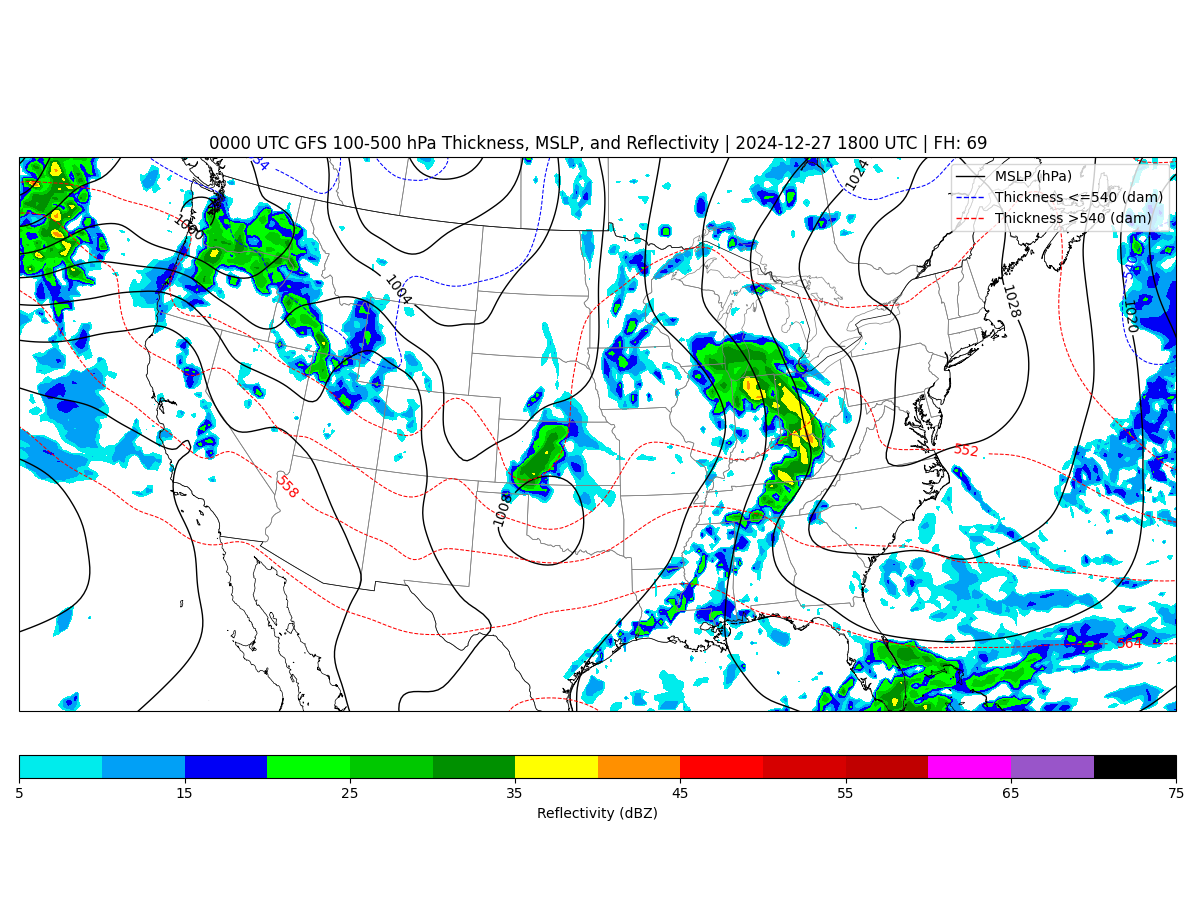 0000 UTC GFS 100-500 hPa Thickness, MSLP, and Reflectivity | 2024-12-27 1800 UTC | FH: 69
MSLP (hPa)
Thickness <=540 (dam)
Thickness >540 (dam)
1024
1000
540
1004
1028
1020
552
558
1008
564
5 15 25 35 45 55 65 75
Reflectivity (dBZ)